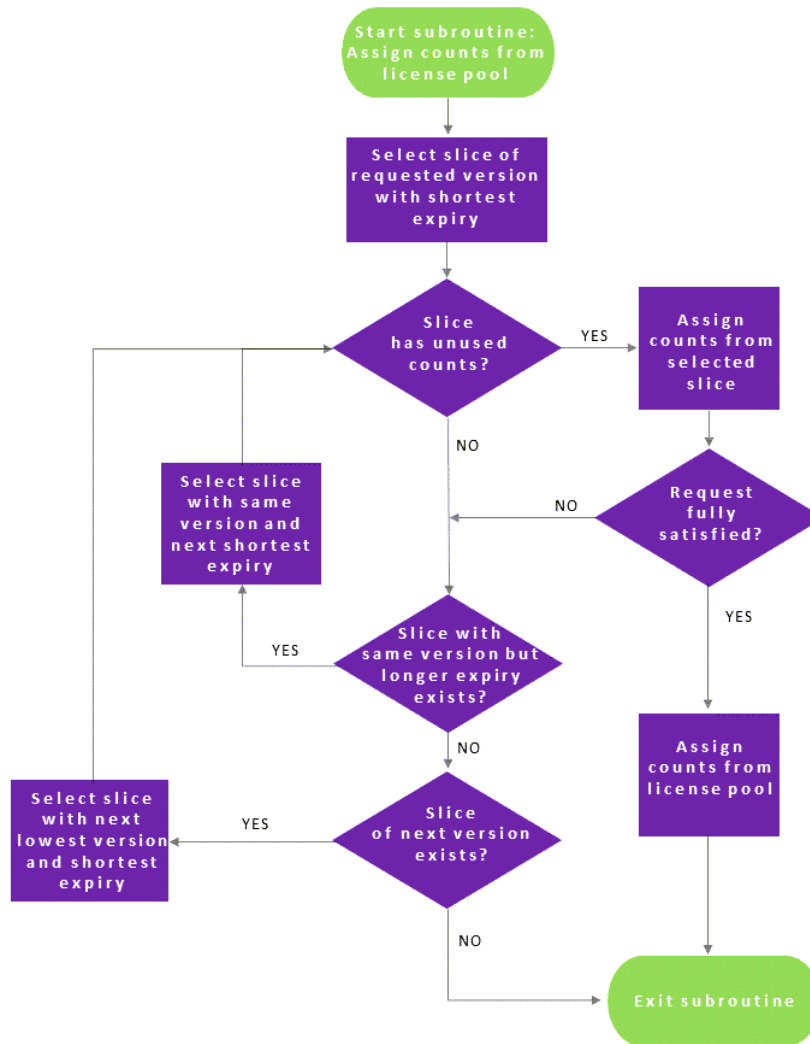 Start subroutine:
Assign counts from
license pool
Select slice of
requested version
with shortest
expiry
Slice
has unused
counts?
YES
Assign
counts from
selected
slice
NO
Select slice
with same
version and
next shortest
expiry
NO
Request
fully
satisfied?
YES
Slice with
same version but
longer expiry
exists?
YES
NO
Assign
counts from
license pool
Select slice
with next
lowest version
and shortest
expiry
YES
Slice
of next version
exists?
NO
Exit subroutine